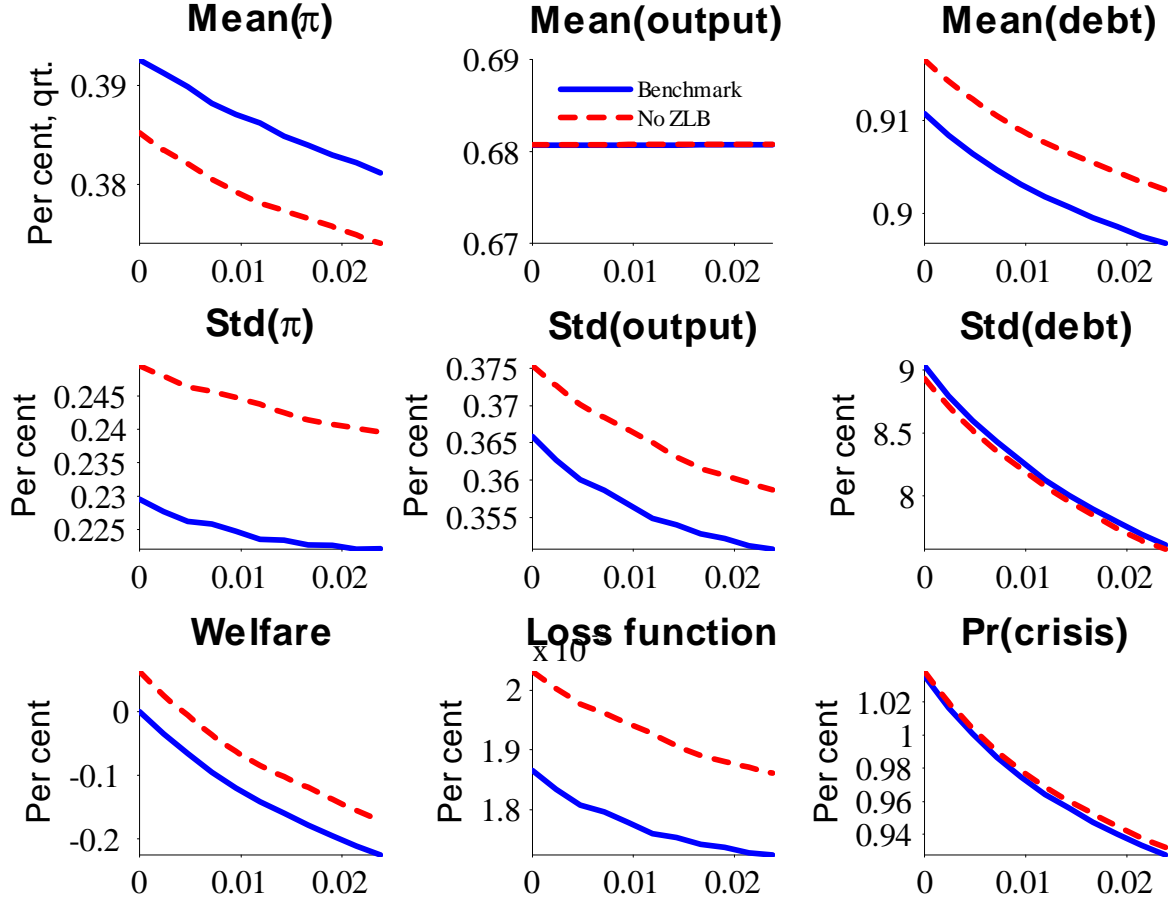 Mean(π) Mean(output) Mean(debt)
Per cent, qrt.
0.39
0.38
0 0.01 0.02
0.69
0.68
0.67
Benchmark
No ZLB
0 0.01 0.02
0.91
0.9
0 0.01 0.02
Std(π) Std(output) Std(debt)
Per cent
0.245
0.24
0.235
0.23
0.225
0 0.01 0.02
Per cent
0.375
0.37
0.365
0.36
0.355
0 0.01 0.02
Per cent
9
8.5
8
0 0.01 0.02
Welfare Loss function Pr(crisis)
Per cent
0
-0.1
-0.2
0 0.01 0.02
x 10
Per cent
2
1.9
1.8
0 0.01 0.02
Per cent
1.02
1
0.98
0.96
0.94
0 0.01 0.02